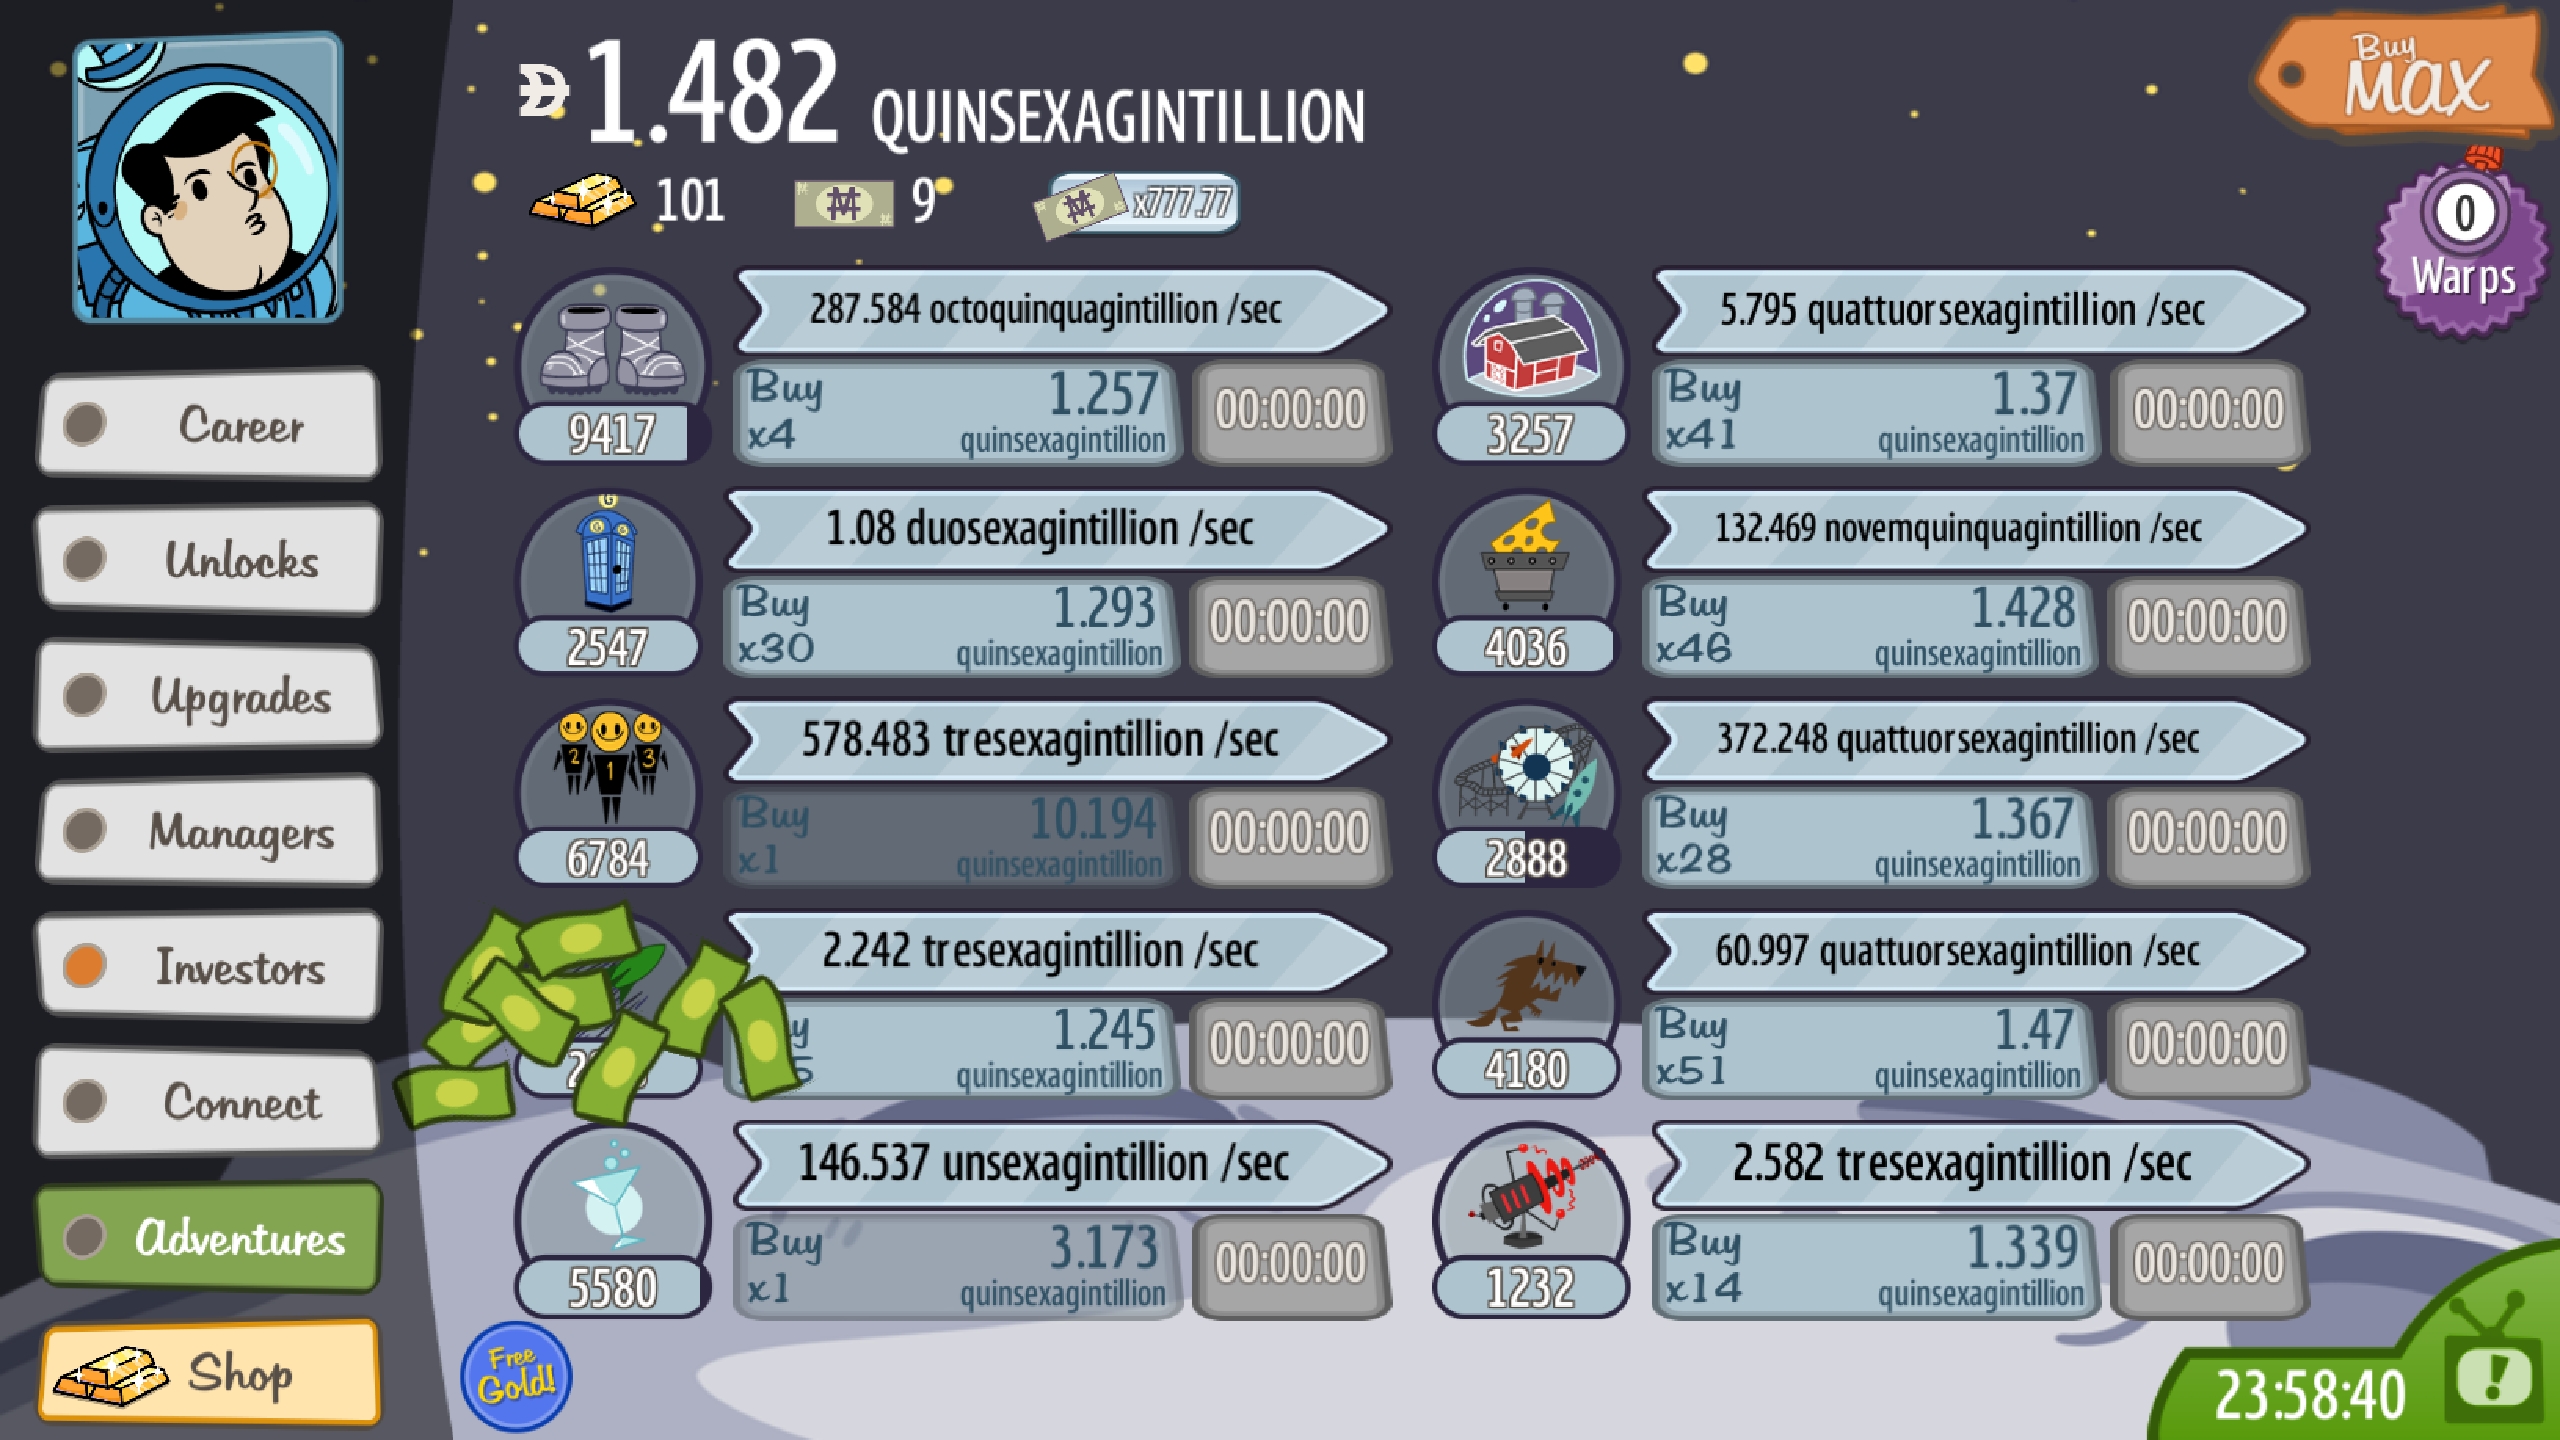 1.482 QUINSEXAGINTILLION
101
9
x777.77
Buy
MAX
0
Warps
Career
Unlocks
Upgrades
Managers
Investors
Connect
Adventures
Shop
287.584 octoquinquagintillion /sec
Buy 1.257
x4 quinsexagintillion
00:00:00
9417
5.795 quattuorsexagintillion /sec
Buy 1.37
x41 quinsexagintillion
00:00:00
3257
G
1.08 duosexagintillion /sec
Buy 1.293
x30 quinsexagintillion
00:00:00
2547
132.469 novemquinquagintillion /sec
Buy 1.428
x46 quinsexagintillion
00:00:00
4036
2 1 3
578.483 tresexagintillion /sec
Buy 10.194
x1 quinsexagintillion
00:00:00
6784
372.248 quattuorsexagintillion /sec
Buy 1.367
x28 quinsexagintillion
00:00:00
2888
2.242 tresexagintillion /sec
1.245
quinsexagintillion
00:00:00
60.997 quattuorsexagintillion /sec
Buy 1.47
x51 quinsexagintillion
00:00:00
4180
146.537 unsexagintillion /sec
Buy 3.173
x1 quinsexagintillion
00:00:00
5580
2.582 tresexagintillion /sec
Buy 1.339
x14 quinsexagintillion
00:00:00
1232
Free
Gold!
23:58:40